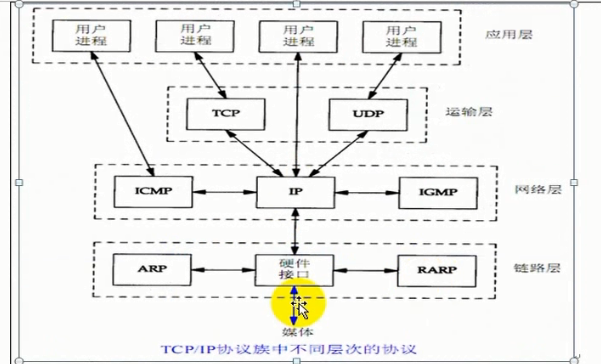 用户 用户 用户 用户
进程 进程 进程 进程
应用层
TCP UDP 运输层
ICMP IP IGMP 网络层
硬件
ARP 接口 RARP 链路层
媒体
TCP/IP协议族中不同层次的协议